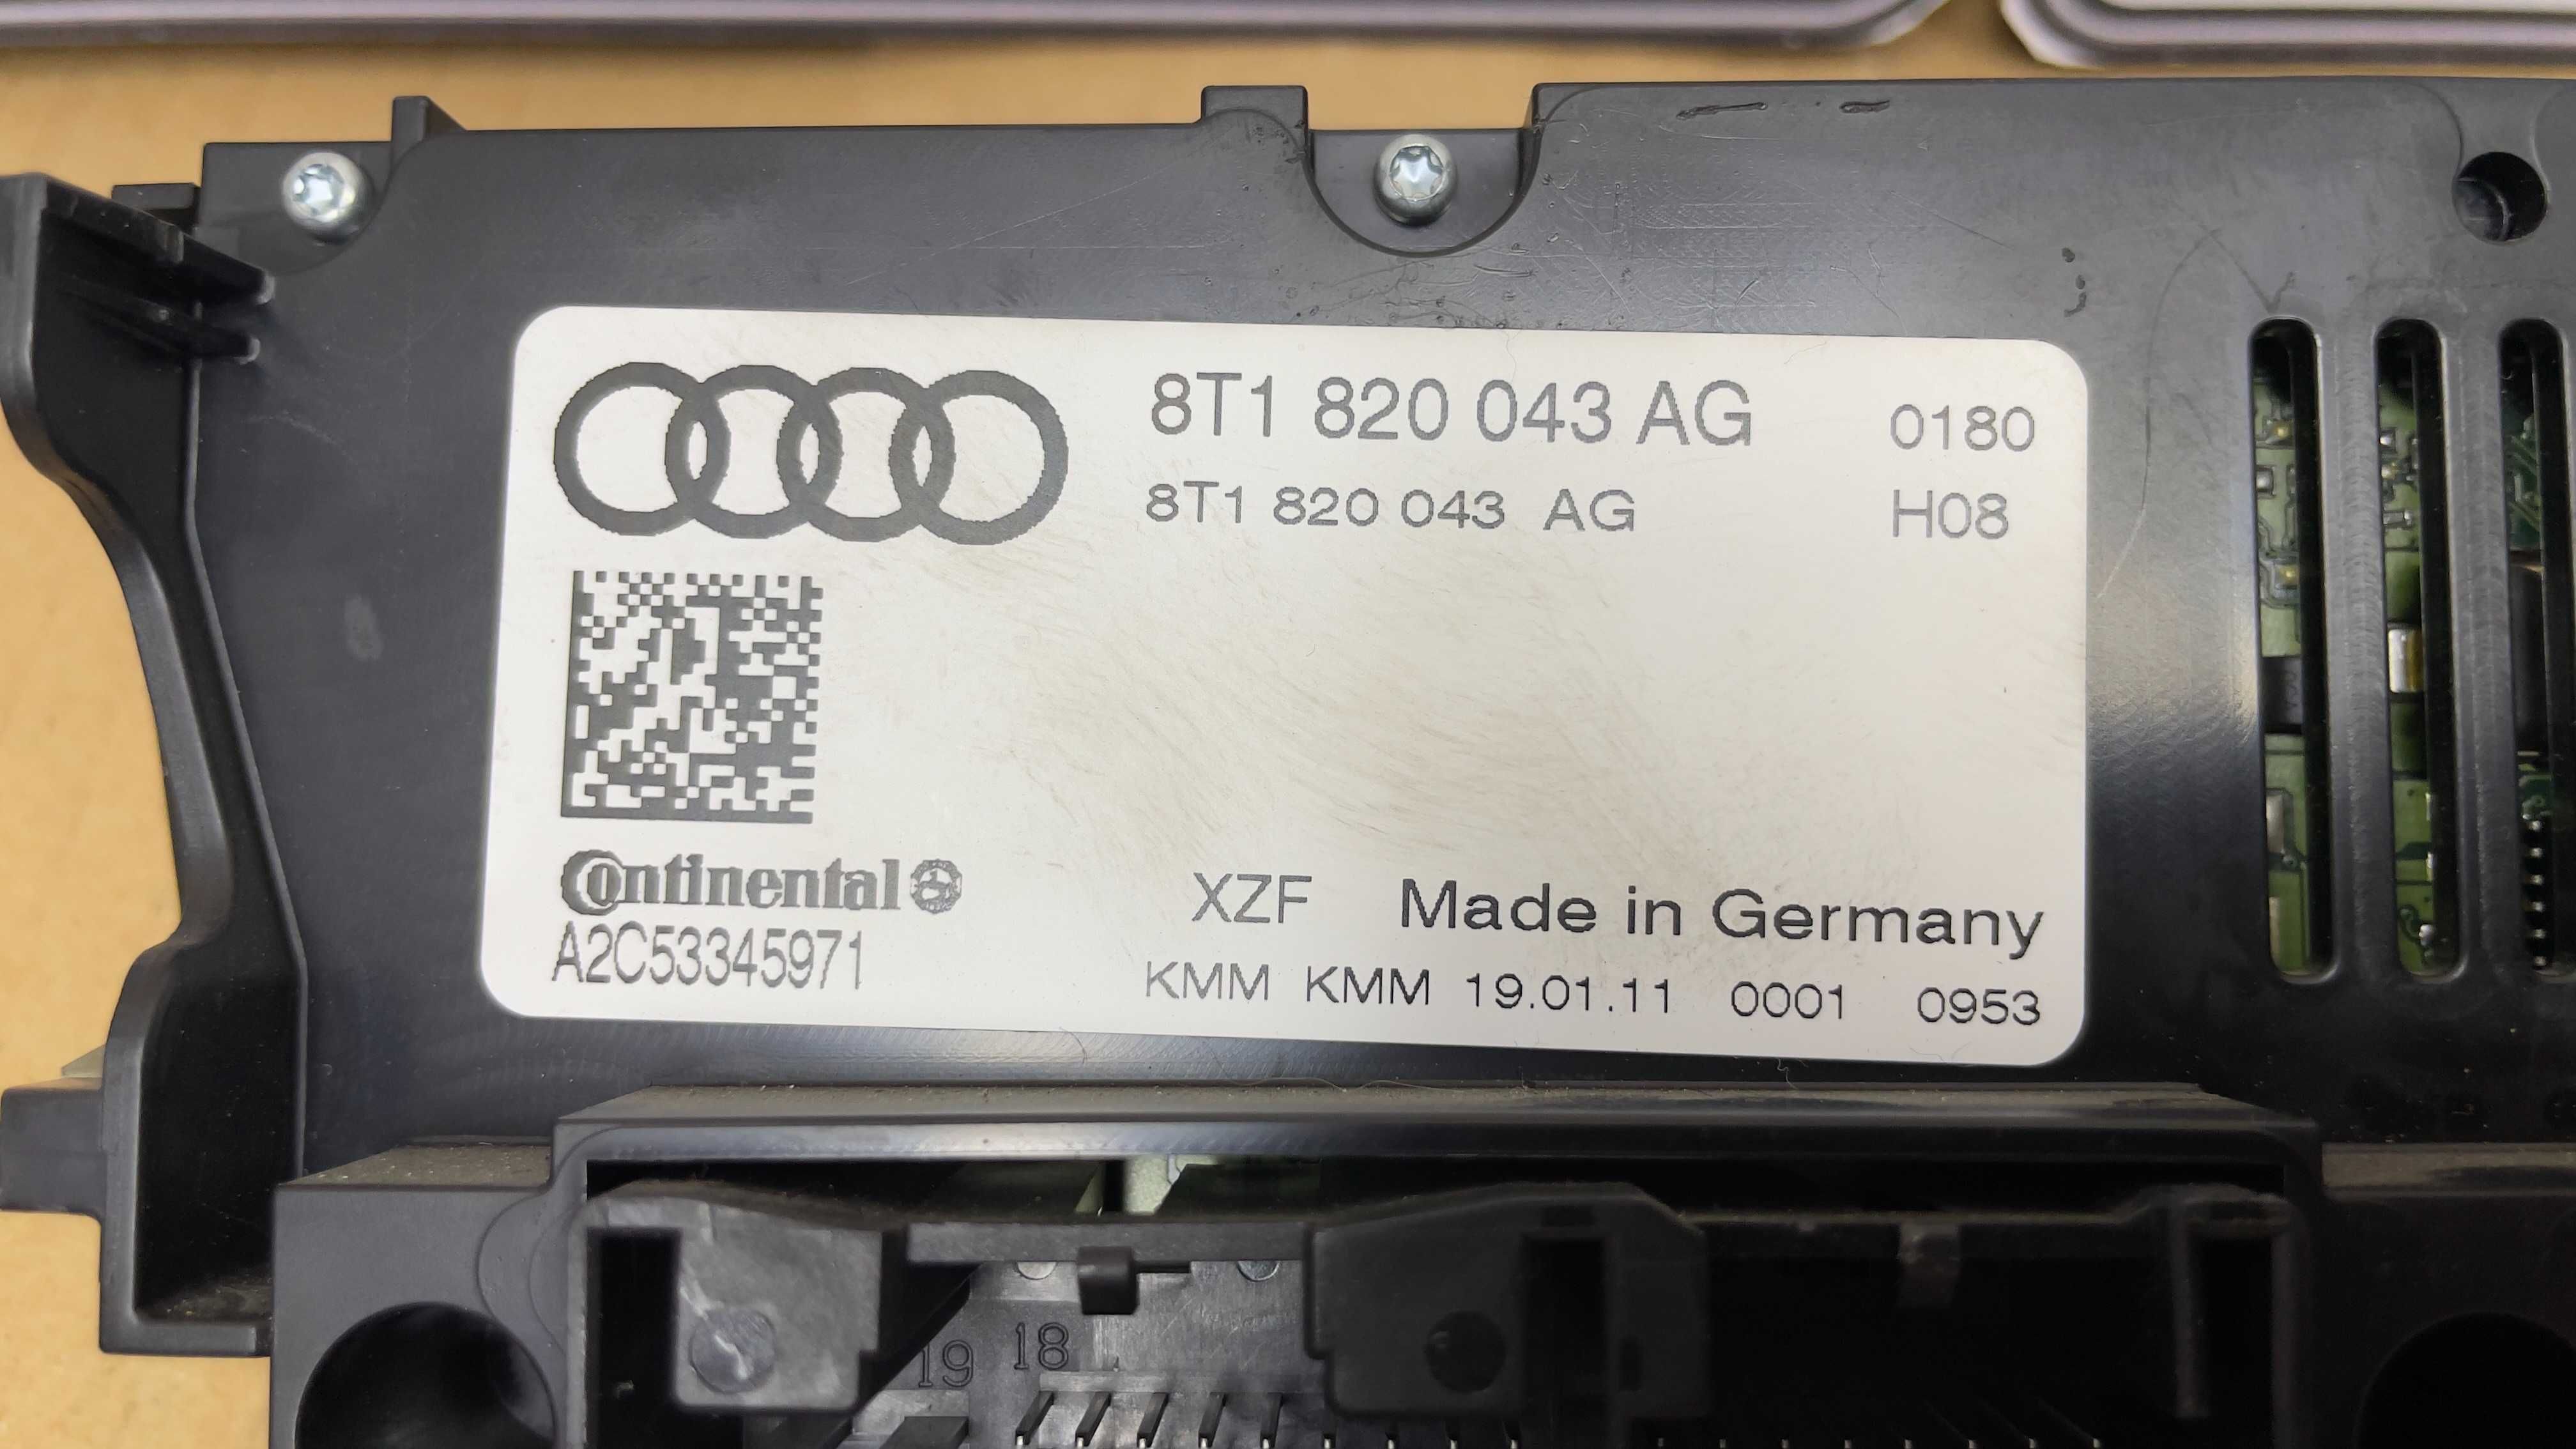 8T1 820 043 AG 0180
8T1 820 043 AG H08
Continental
A2C53345971
XZF Made in Germany
KMM KMM 19.01.11 0001 0953
19 18